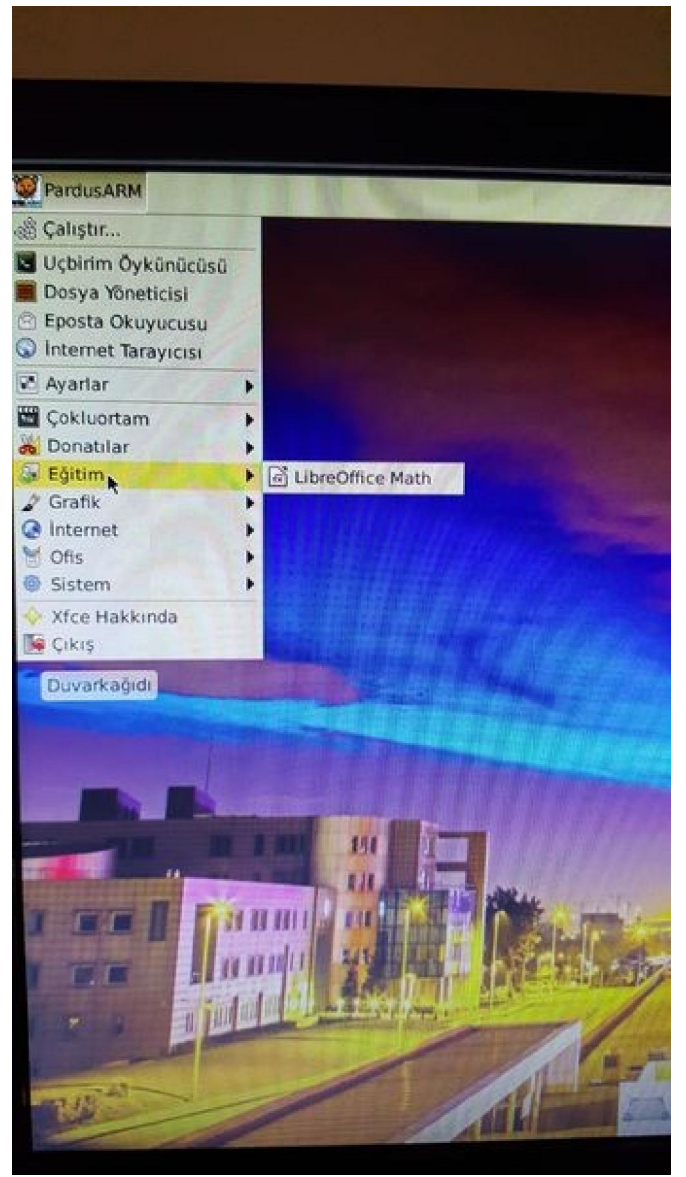 PardusARM
Çalıştır...
Uçbirim Öykünücüsü
Dosya Yöneticisi
Eposta Okuyucusu
İnternet Tarayıcısı
Ayarlar
Çokluortam
Donatılar
Eğitim
LibreOffice Math
Grafik
İnternet
Ofis
Sistem
Xfce Hakkında
Çıkış
Duvarkağıdı